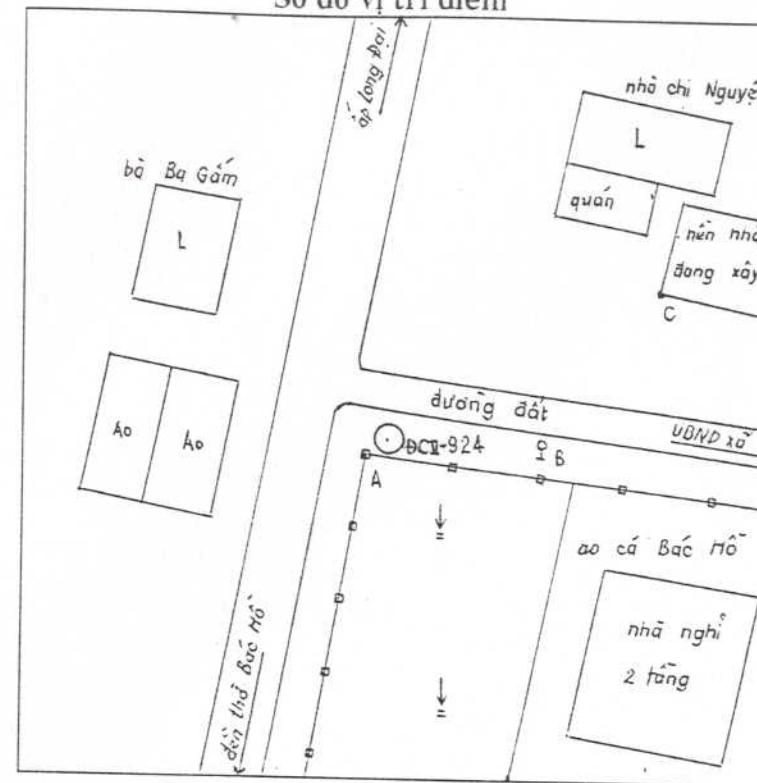 Sơ đồ vị trí điểm
ấp Long Đại
nhà chi Nguyệ
L
quán
nền nhà
đang xây
C
bà Ba Gấm
L
Ao
Ao
đường đất
UBND xã
ĐCII-924
B
A
ao cá Bác Hồ
nhà nghỉ
2 tầng
đền thờ Bác Hồ